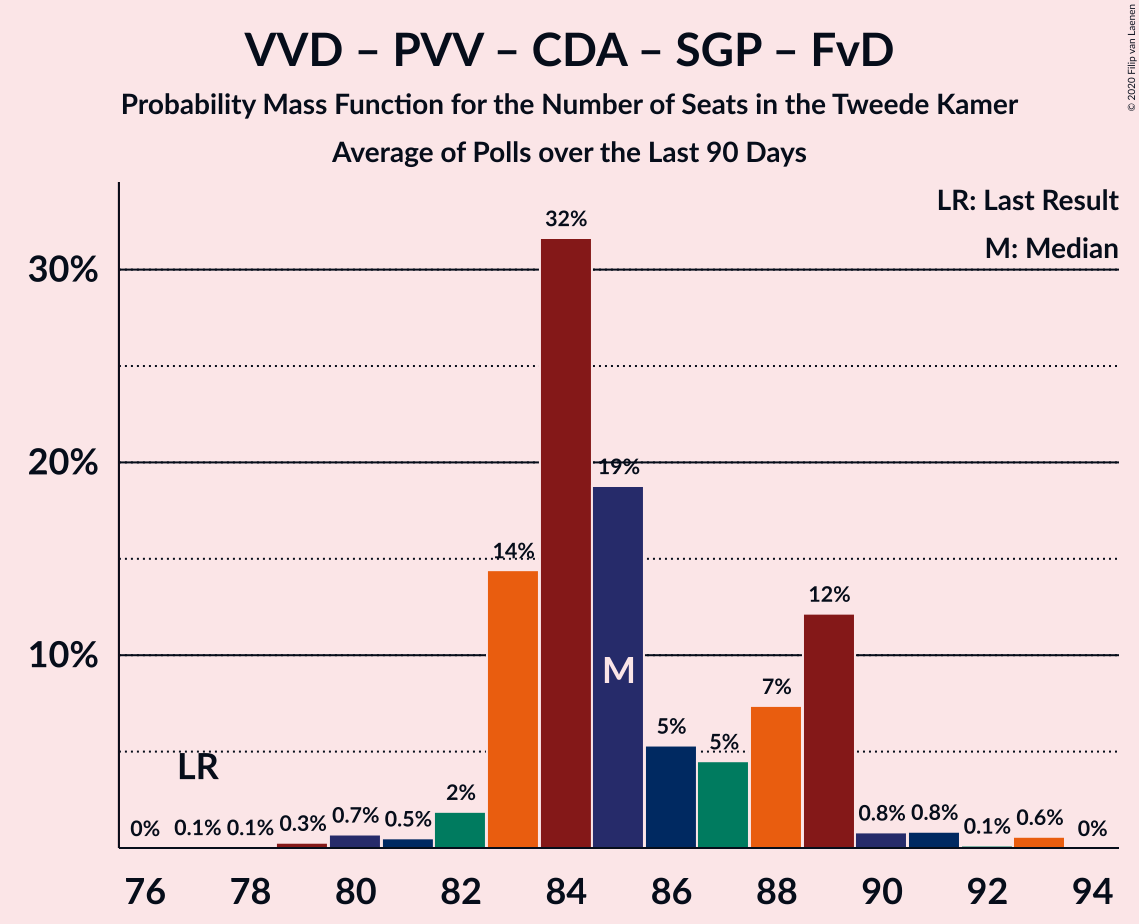 VVD – PVV – CDA – SGP – FvD
Probability Mass Function for the Number of Seats in the Tweede Kamer
Average of Polls over the Last 90 Days
© 2020 Filip van Laenen
LR: Last Result
M: Median
30%
20%
10%
0%
0.1%
0.1%
0.3%
0.7%
0.5%
2%
14%
32%
19%
5%
5%
7%
12%
0.8%
0.8%
0.1%
0.6%
0%
LR
M
76 78 80 82 84 86 88 90 92 94